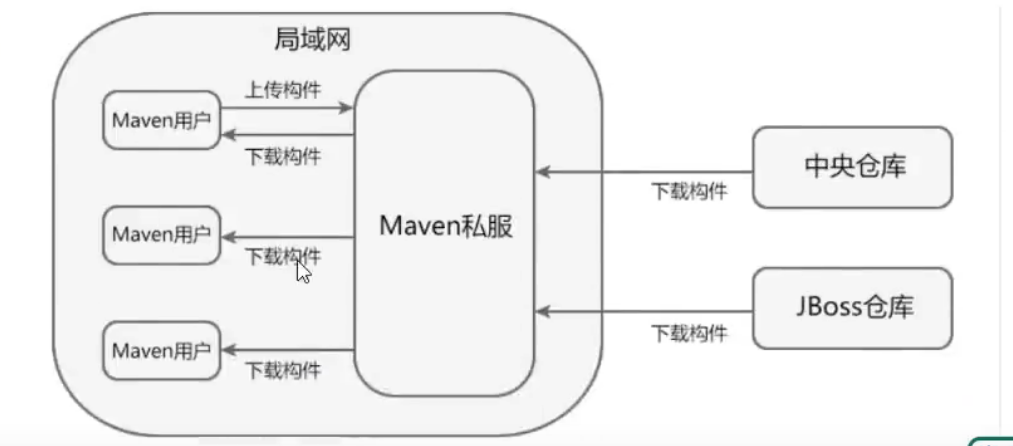 局域网
上传构件
Maven用户
下载构件
Maven用户
下载构件
Maven用户
下载构件
Maven私服
中央仓库
下载构件
JBoss仓库
下载构件